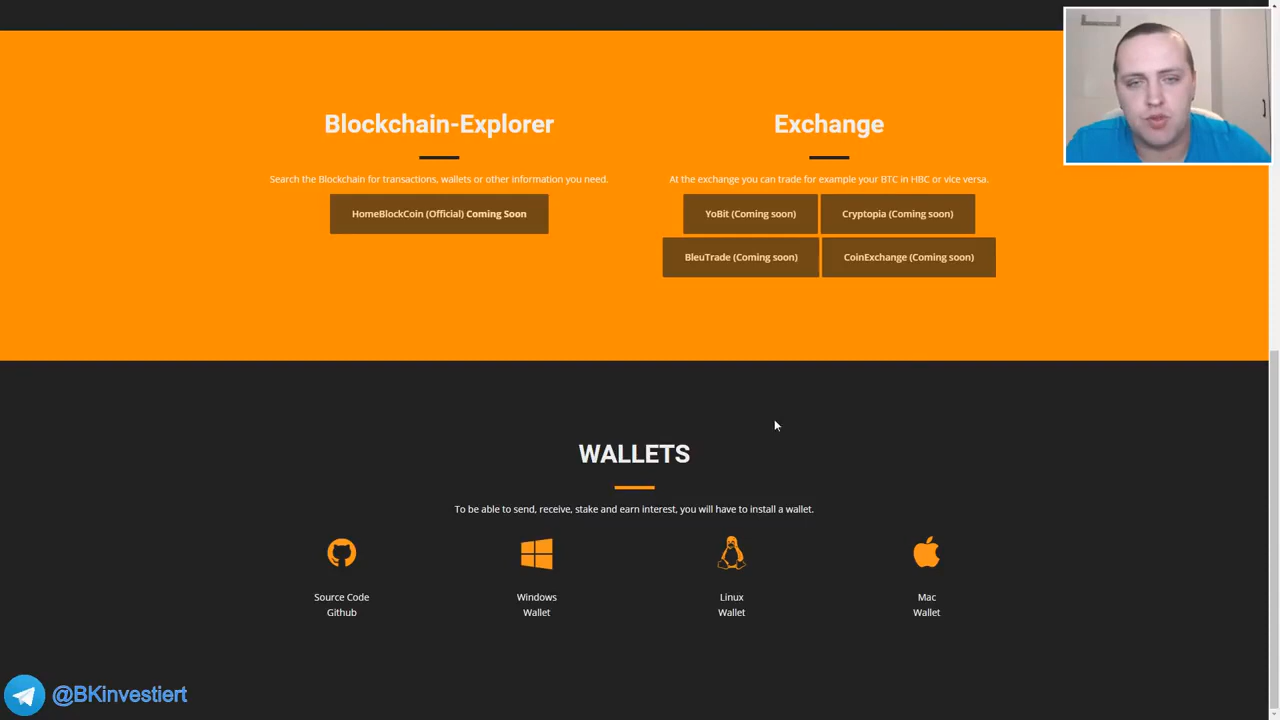 Blockchain-Explorer
Search the Blockchain for transactions, wallets or other information you need.
HomeBlockCoin (Official) Coming Soon
Exchange
At the exchange you can trade for example your BTC in HBC or vice versa.
YoBit (Coming soon)
Cryptopia (Coming soon)
BleuTrade (Coming soon)
CoinExchange (Coming soon)
WALLETS
To be able to send, receive, stake and earn interest, you will have to install a wallet.
Source Code
Github
Windows
Wallet
Linux
Wallet
Mac
Wallet
@BKinvestiert